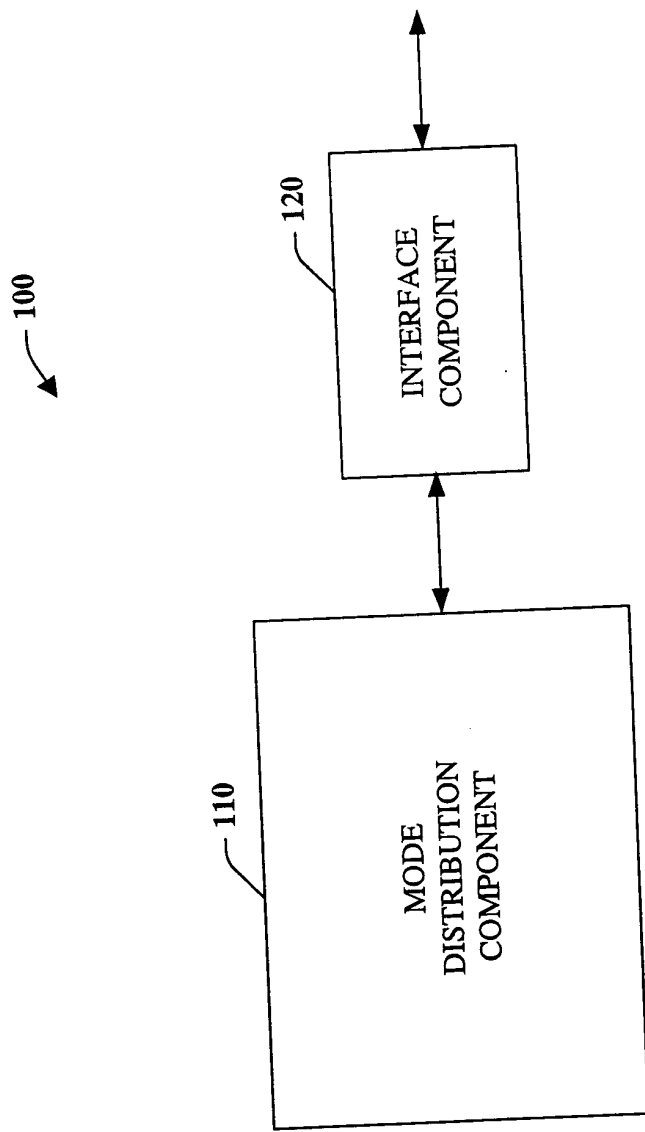 100
110
MODE
DISTRIBUTION
COMPONENT
120
INTERFACE
COMPONENT